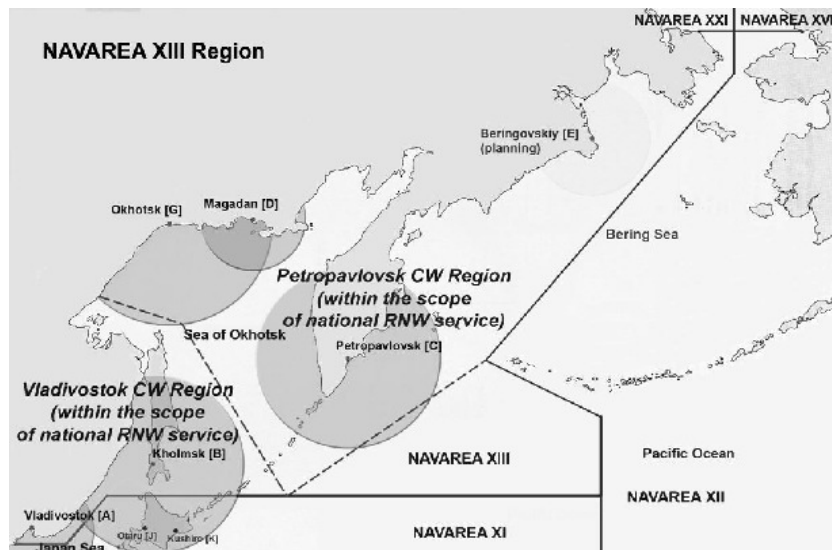 NAVAREA XXI NAVAREA XVI
NAVAREA XIII Region
Beringovskiy [E]
(planning)
Okhotsk [G]
Magadan [D]
Bering Sea
Petropavlovsk CW Region
(within the scope
of national RNW service)
Sea of Okhotsk
Petropavlovsk [C]
Vladivostok CW Region
(within the scope
of national RNW service)
Kholmsk [B]
NAVAREA XIII
Pacific Ocean
NAVAREA XII
Vladivostok [A]
Otaru [J]
Kushiro [K]
NAVAREA XI
Japan Sea